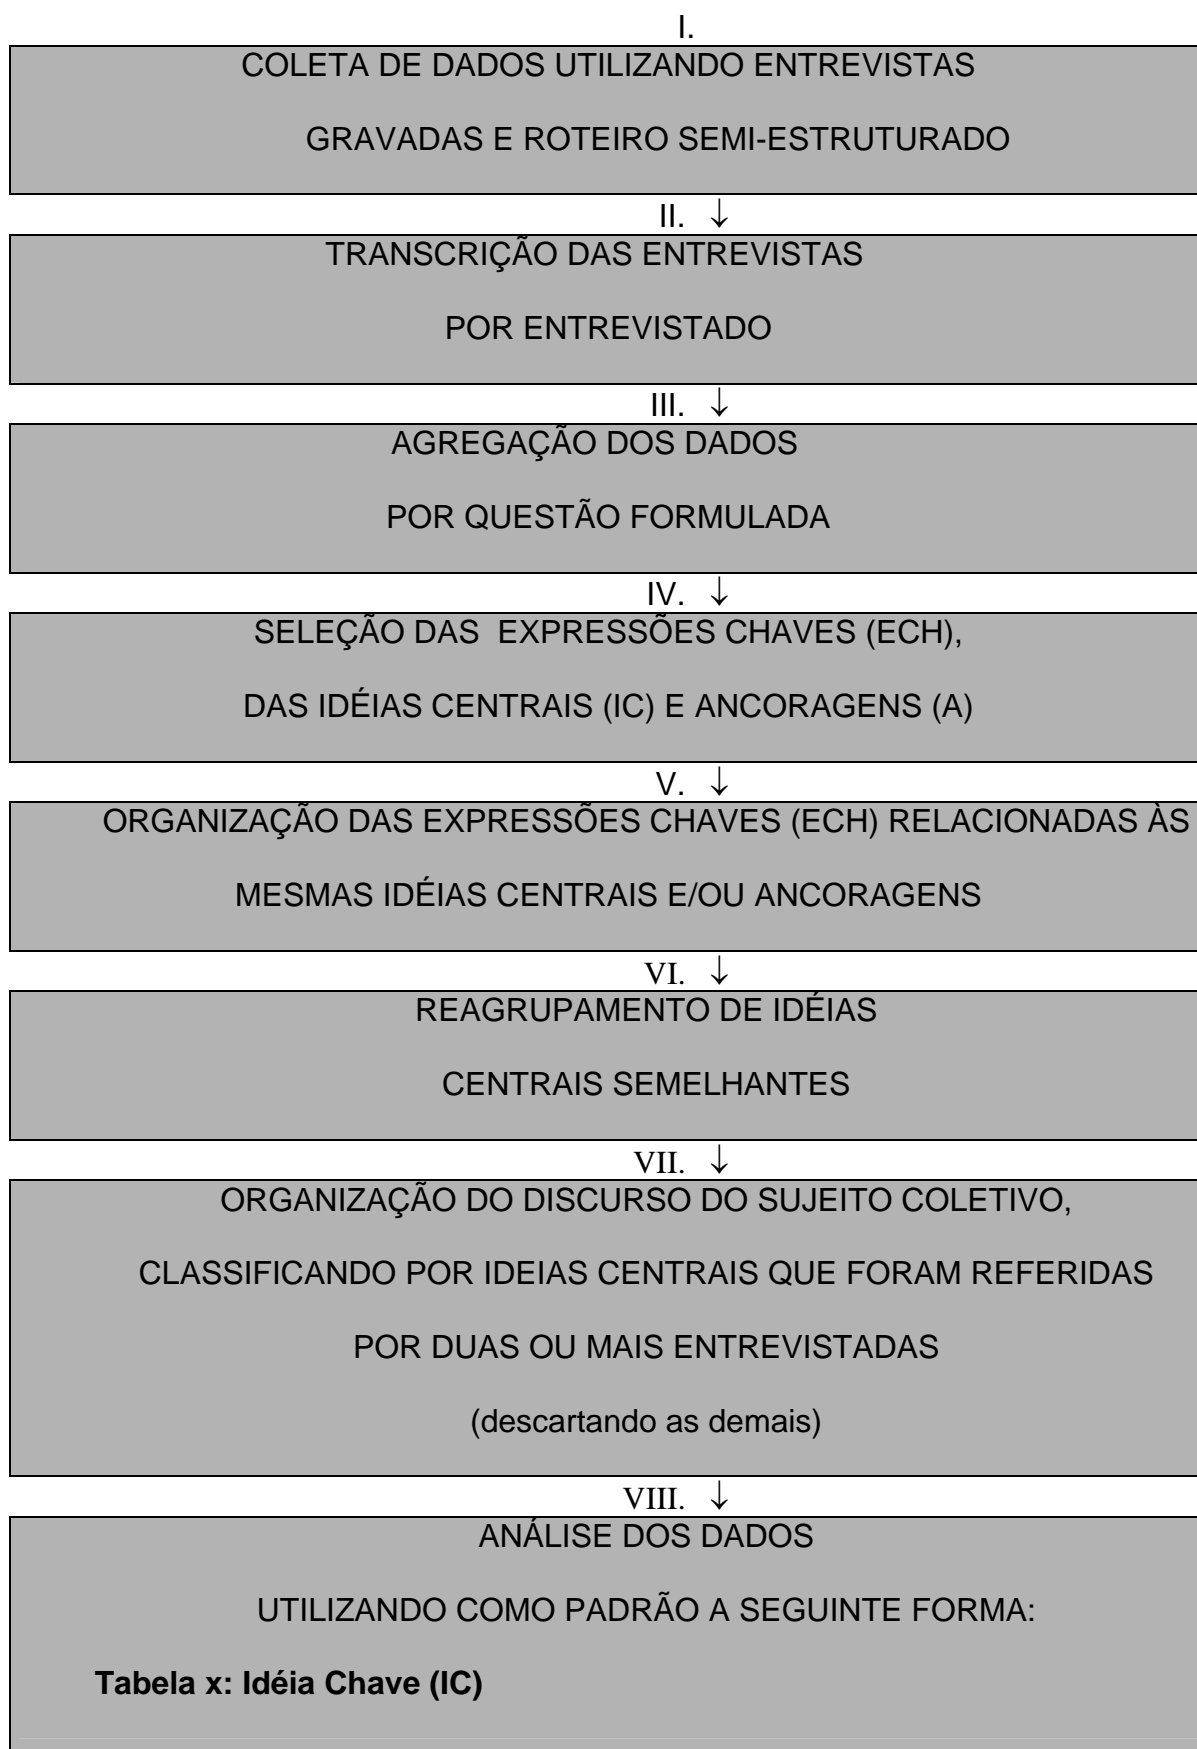 I.
COLETA DE DADOS UTILIZANDO ENTREVISTAS
GRAVADAS E ROTEIRO SEMI-ESTRUTURADO
II. ↓
TRANSCRIÇÃO DAS ENTREVISTAS
POR ENTREVISTADO
III. ↓
AGREGAÇÃO DOS DADOS
POR QUESTÃO FORMULADA
IV. ↓
SELEÇÃO DAS EXPRESSÕES CHAVES (ECH),
DAS IDÉIAS CENTRAIS (IC) E ANCORAGENS (A)
V. ↓
ORGANIZAÇÃO DAS EXPRESSÕES CHAVES (ECH) RELACIONADAS ÀS
MESMAS IDÉIAS CENTRAIS E/OU ANCORAGENS
VI. ↓
REAGRUPAMENTO DE IDÉIAS
CENTRAIS SEMELHANTES
VII. ↓
ORGANIZAÇÃO DO DISCURSO DO SUJEITO COLETIVO,
CLASSIFICANDO POR IDEIAS CENTRAIS QUE FORAM REFERIDAS
POR DUAS OU MAIS ENTREVISTADAS
(descartando as demais)
VIII. ↓
ANÁLISE DOS DADOS
UTILIZANDO COMO PADRÃO A SEGUINTE FORMA:
Tabela x: Idéia Chave (IC)